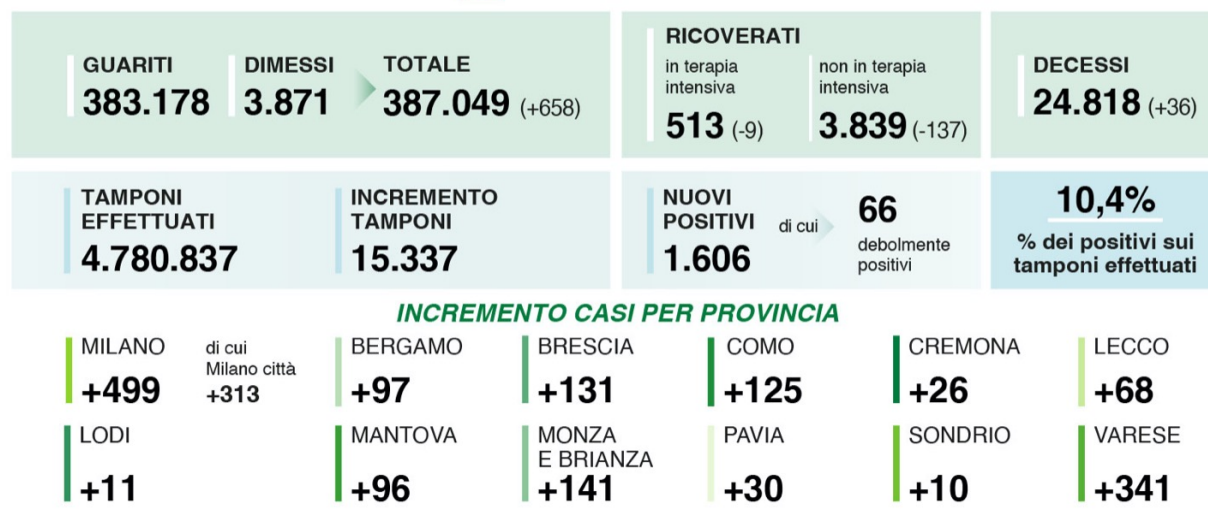 GUARITI
383.178
DIMESSI
3.871
TOTALE
387.049 (+658)
RICOVERATI
in terapia
intensiva
513 (-9)
non in terapia
intensiva
3.839 (-137)
DECESSI
24.818 (+36)
TAMPONI
EFFETTUATI
4.780.837
INCREMENTO
TAMPONI
15.337
NUOVI
POSITIVI
1.606
di cui
66
debolmente
positivi
10,4%
% dei positivi sui
tamponi effettuati
INCREMENTO CASI PER PROVINCIA
MILANO
+499
di cui
Milano città
+313
BERGAMO
+97
BRESCIA
+131
COMO
+125
CREMONA
+26
LECCO
+68
LODI
+11
MANTOVA
+96
MONZA
E BRIANZA
+141
PAVIA
+30
SONDRIO
+10
VARESE
+341